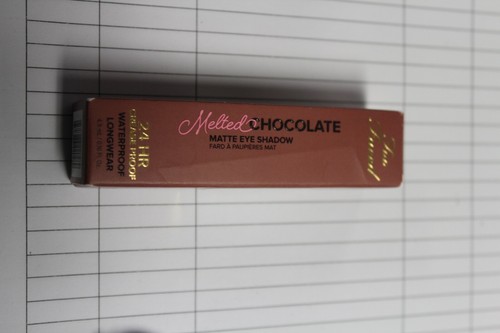 Melted CHOCOLATE
MATTE EYE SHADOW
FARD À PAUPIÈRES MAT
Too
Faced
24 HR
CREASE PROOF
WATERPROOF
LONGWEAR